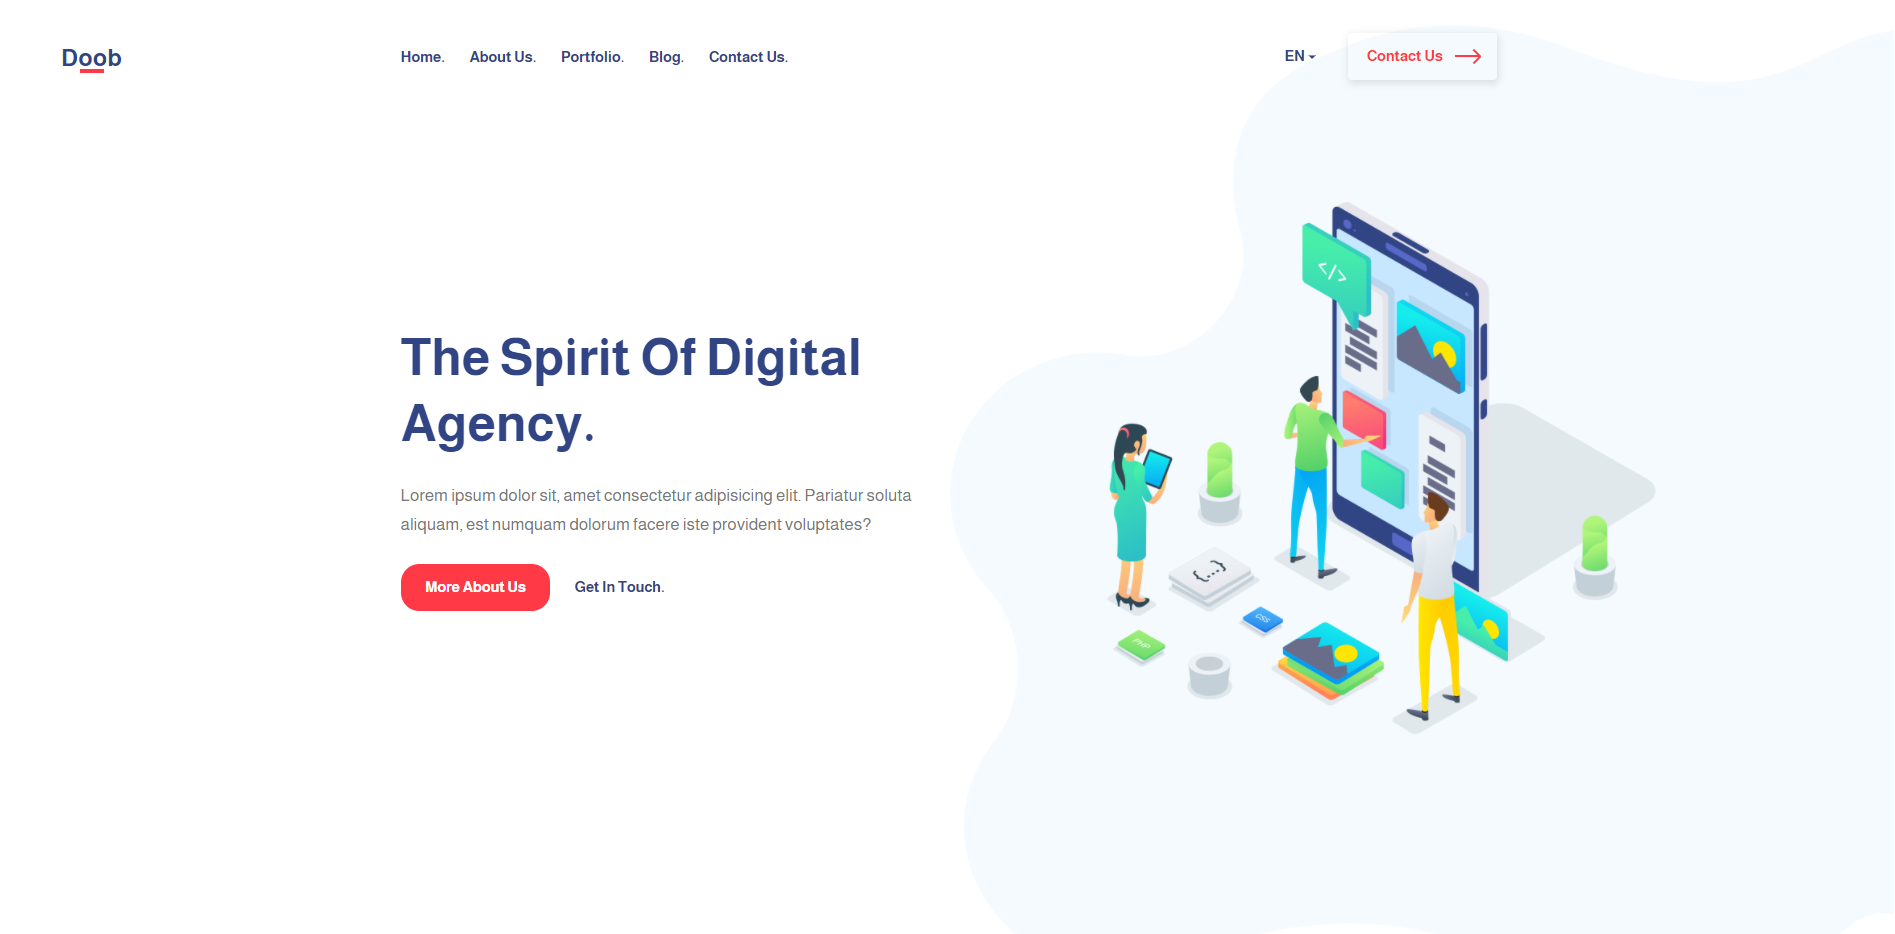 Doob
Home.
About Us.
Portfolio.
Blog.
Contact Us.
EN
Contact Us
</>
The Spirit Of Digital
Agency.
Lorem ipsum dolor sit, amet consectetur adipisicing elit. Pariatur soluta
aliquam, est numquam dolorum facere iste provident voluptates?
More About Us
Get In Touch.
{...}
CSS
PHP